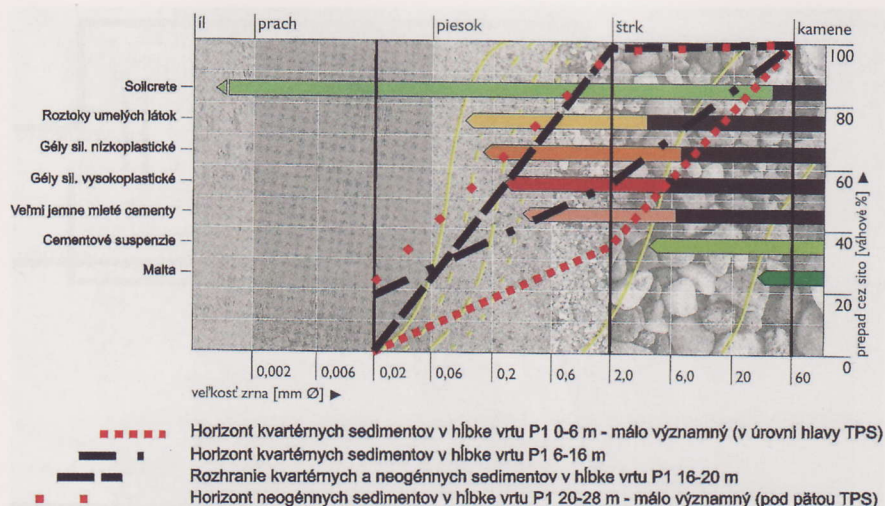 íl prach piesok štrk kamene
100
Solicrete
80
Roztoky umelých látok
Gély sil. nízkoplastické
60
Gély sil. vysokoplastické
Veľmi jemne mleté cementy
40
Cementové suspenzie
Malta
20
0
prepad cez sito [váhové %] ►
0,002 0,006 0,02 0,06 0,2 0,6 2,0 6,0 20 60
veľkosť zrna [mm Ø] ►
Horizont kvartérnych sedimentov v hĺbke vrtu P1 0-6 m - málo významný (v úrovni hlavy TPS)
Horizont kvartérnych sedimentov v hĺbke vrtu P1 6-16 m
Rozhranie kvartérnych a neogénnych sedimentov v hĺbke vrtu P1 16-20 m
Horizont neogénnych sedimentov v hĺbke vrtu P1 20-28 m - málo významný (pod pätou TPS)